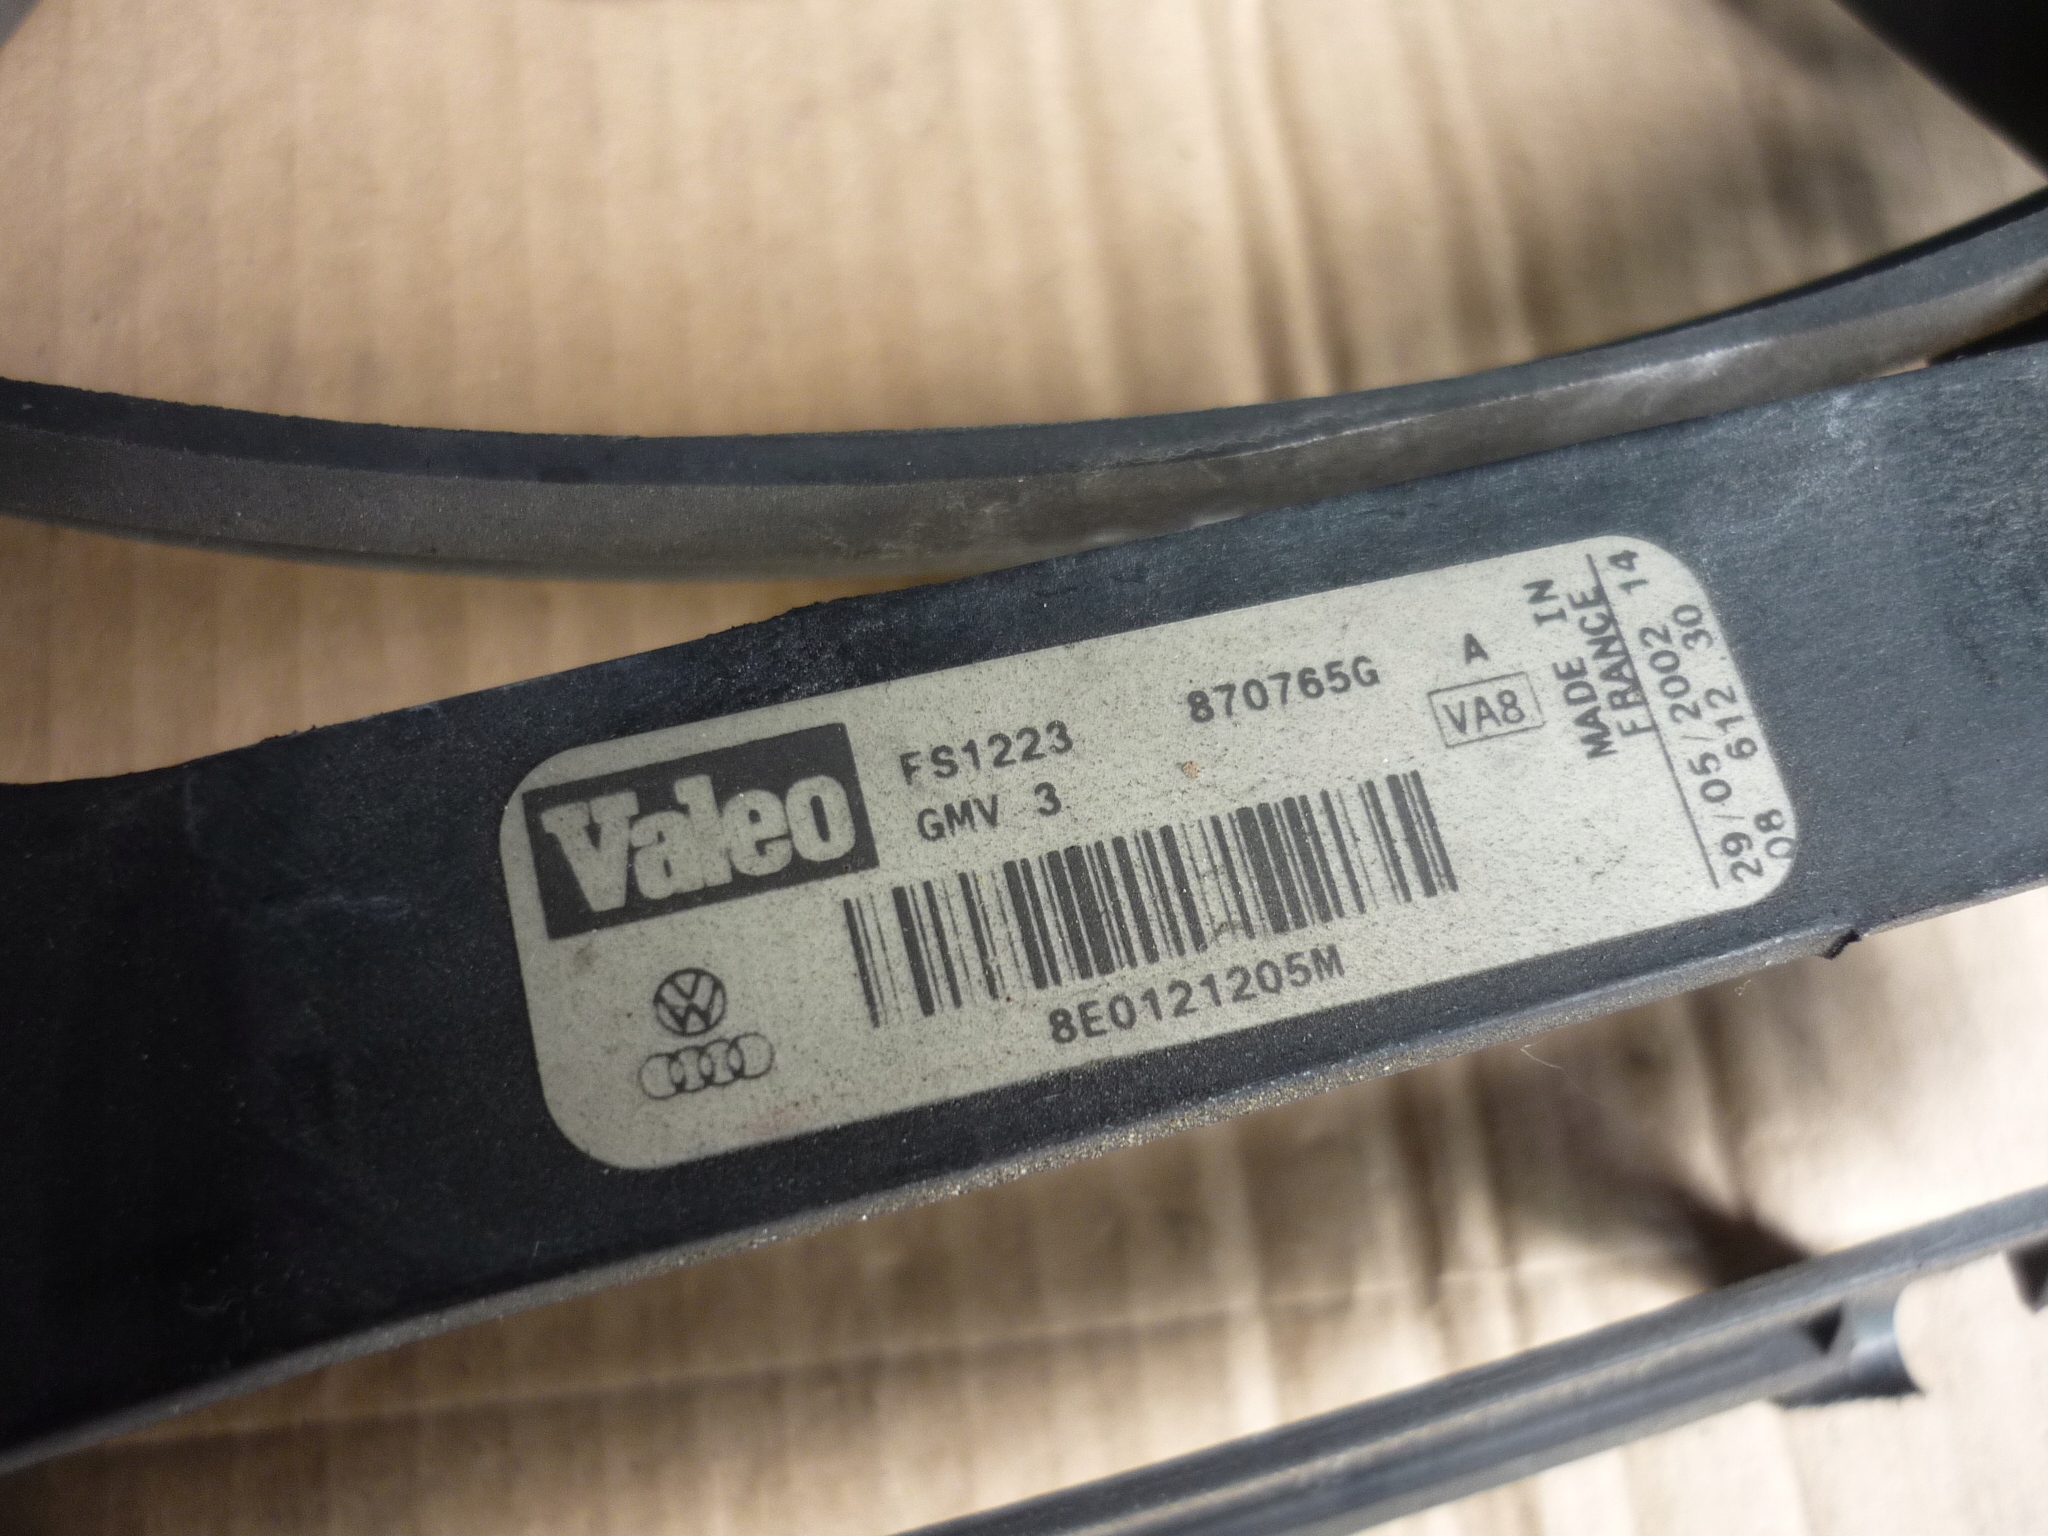 Valeo
FS1223 870765G A
GMV 3 VA8
8E0121205M
MADE IN
FRANCE
29/05/2002 14
08 612 30